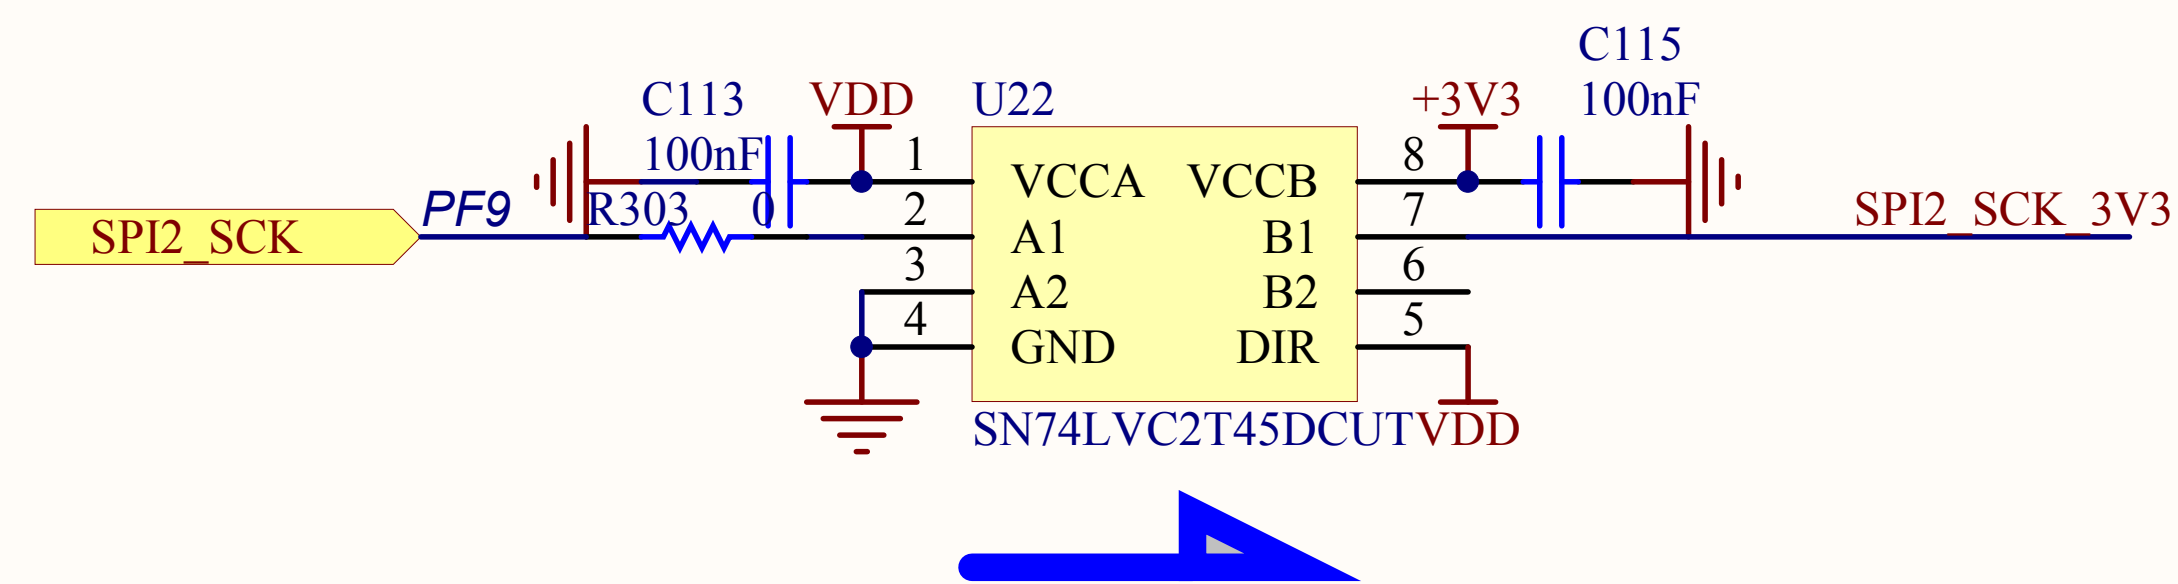 C115
C113 VDD U22 +3V3 100nF
100nF 1 VCCA VCCB 8
PF9 R303 0 2 7 SPI2_SCK_3V3
SPI2_SCK A1 B1
3 A2 B2 6
4 GND DIR 5
SN74LVC2T45DCUT VDD